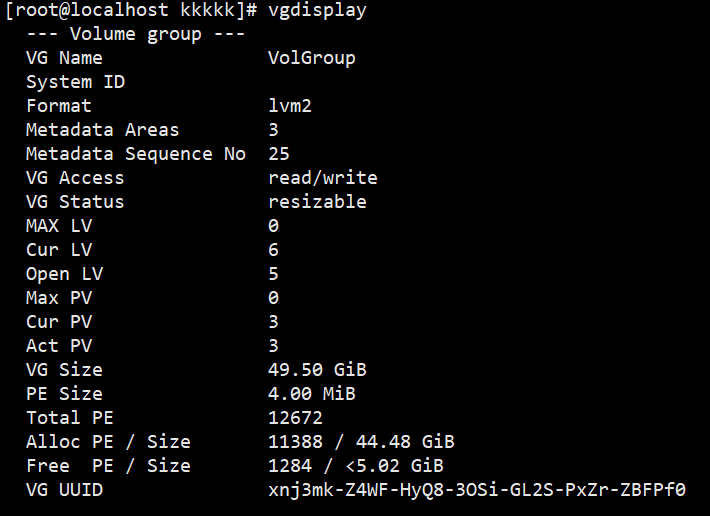 [root@localhost kkkkk]# vgdisplay
--- Volume group ---
VG Name VolGroup
System ID
Format lvm2
Metadata Areas 3
Metadata Sequence No 25
VG Access read/write
VG Status resizable
MAX LV 0
Cur LV 6
Open LV 5
Max PV 0
Cur PV 3
Act PV 3
VG Size 49.50 GiB
PE Size 4.00 MiB
Total PE 12672
Alloc PE / Size 11388 / 44.48 GiB
Free  PE / Size 1284 / <5.02 GiB
VG UUID xnj3mk-Z4WF-HyQ8-3OSi-GL2S-PxZr-ZBFPf0